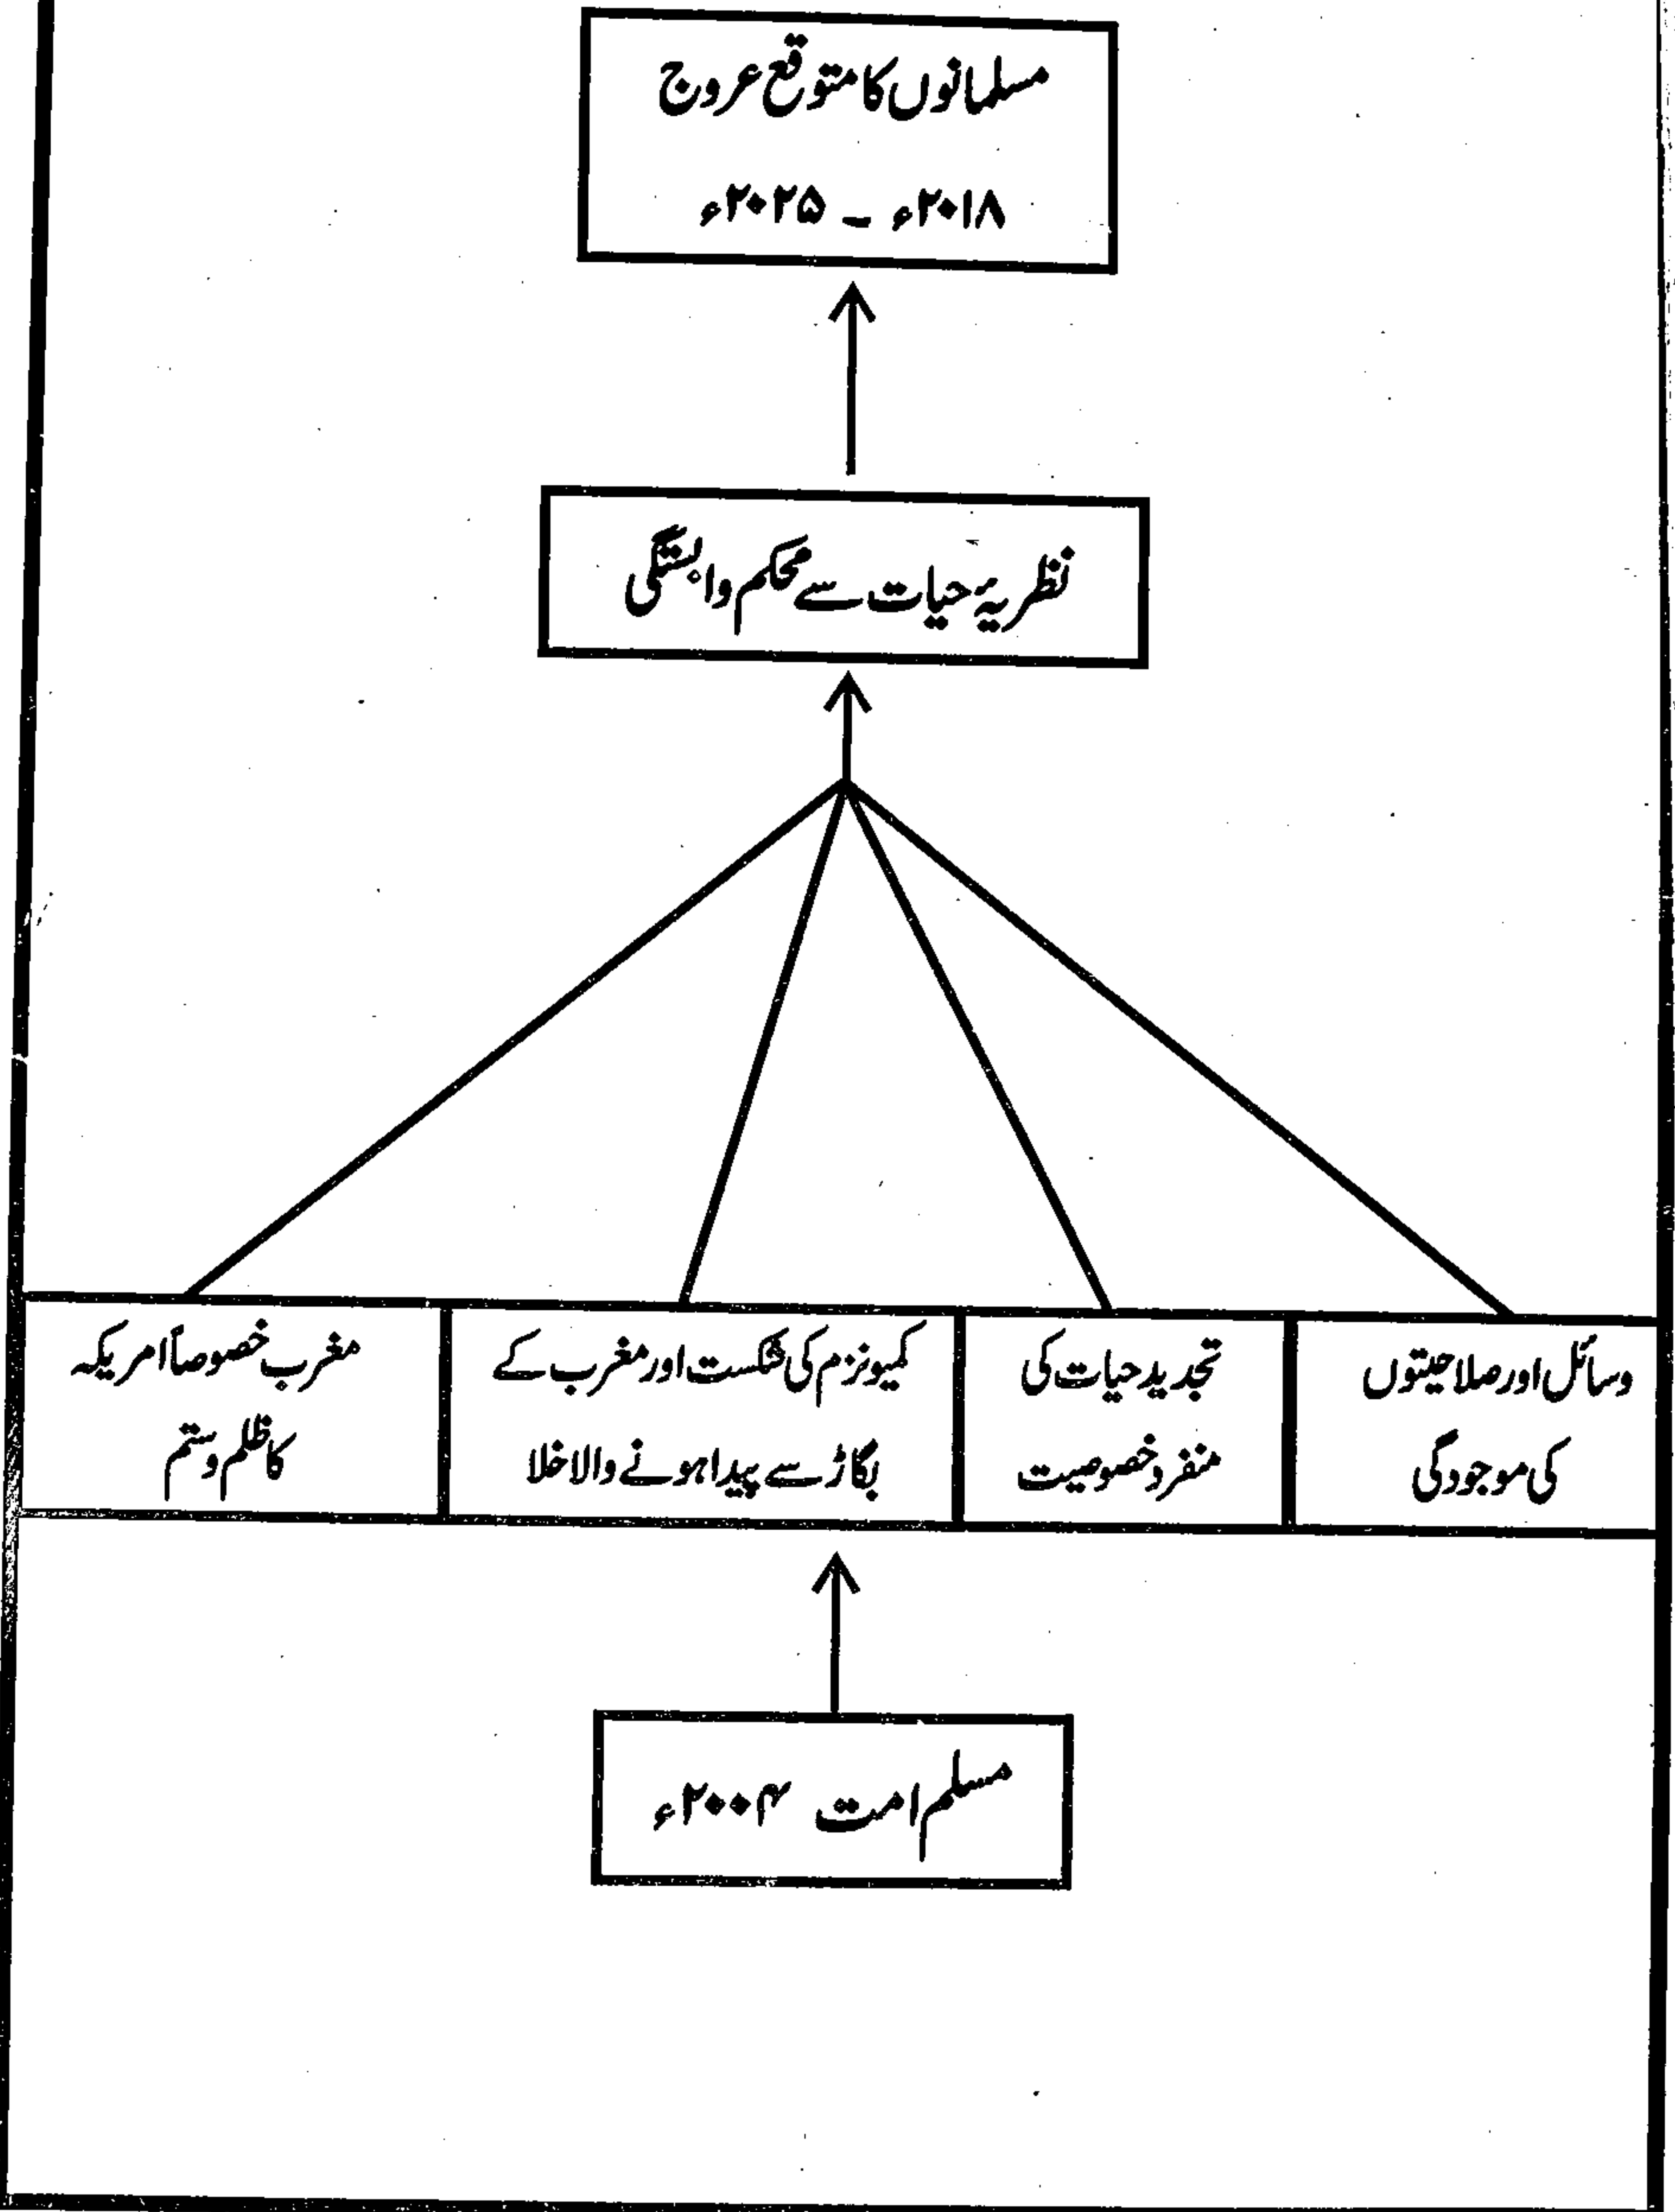 مسلمانوں کا متوقع عروج
۲۰۱۸ء ـ ۲۰۲۵ء
نظریۂ حیات سے محکم وابستگی
وسائل اور صلاحیتوں
کی موجودگی
تجدید حیات کی
منفرد خصوصیت
کمیونزم کی شکست اور مغرب کے
بگاڑ سے پیدا ہونے والا خلا
مغرب خصوصاً امریکہ
کا ظلم و ستم
مسلم امت ۲۰۰۴ء